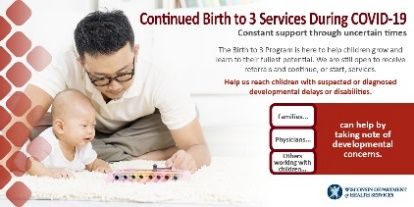 Continued Birth to 3 Services During COVID-19
Constant support through uncertain times
The Birth to 3 Program is here to help children grow and
learn to their fullest potential. We are still open to receive
referrals and continue, or start, services.
Help us reach children with suspected or diagnosed
developmental delays or disabilities.
Families...
Physicians...
Others
working with
children...
can help by
taking note of
developmental
concerns.
WISCONSIN DEPARTMENT
of HEALTH SERVICES